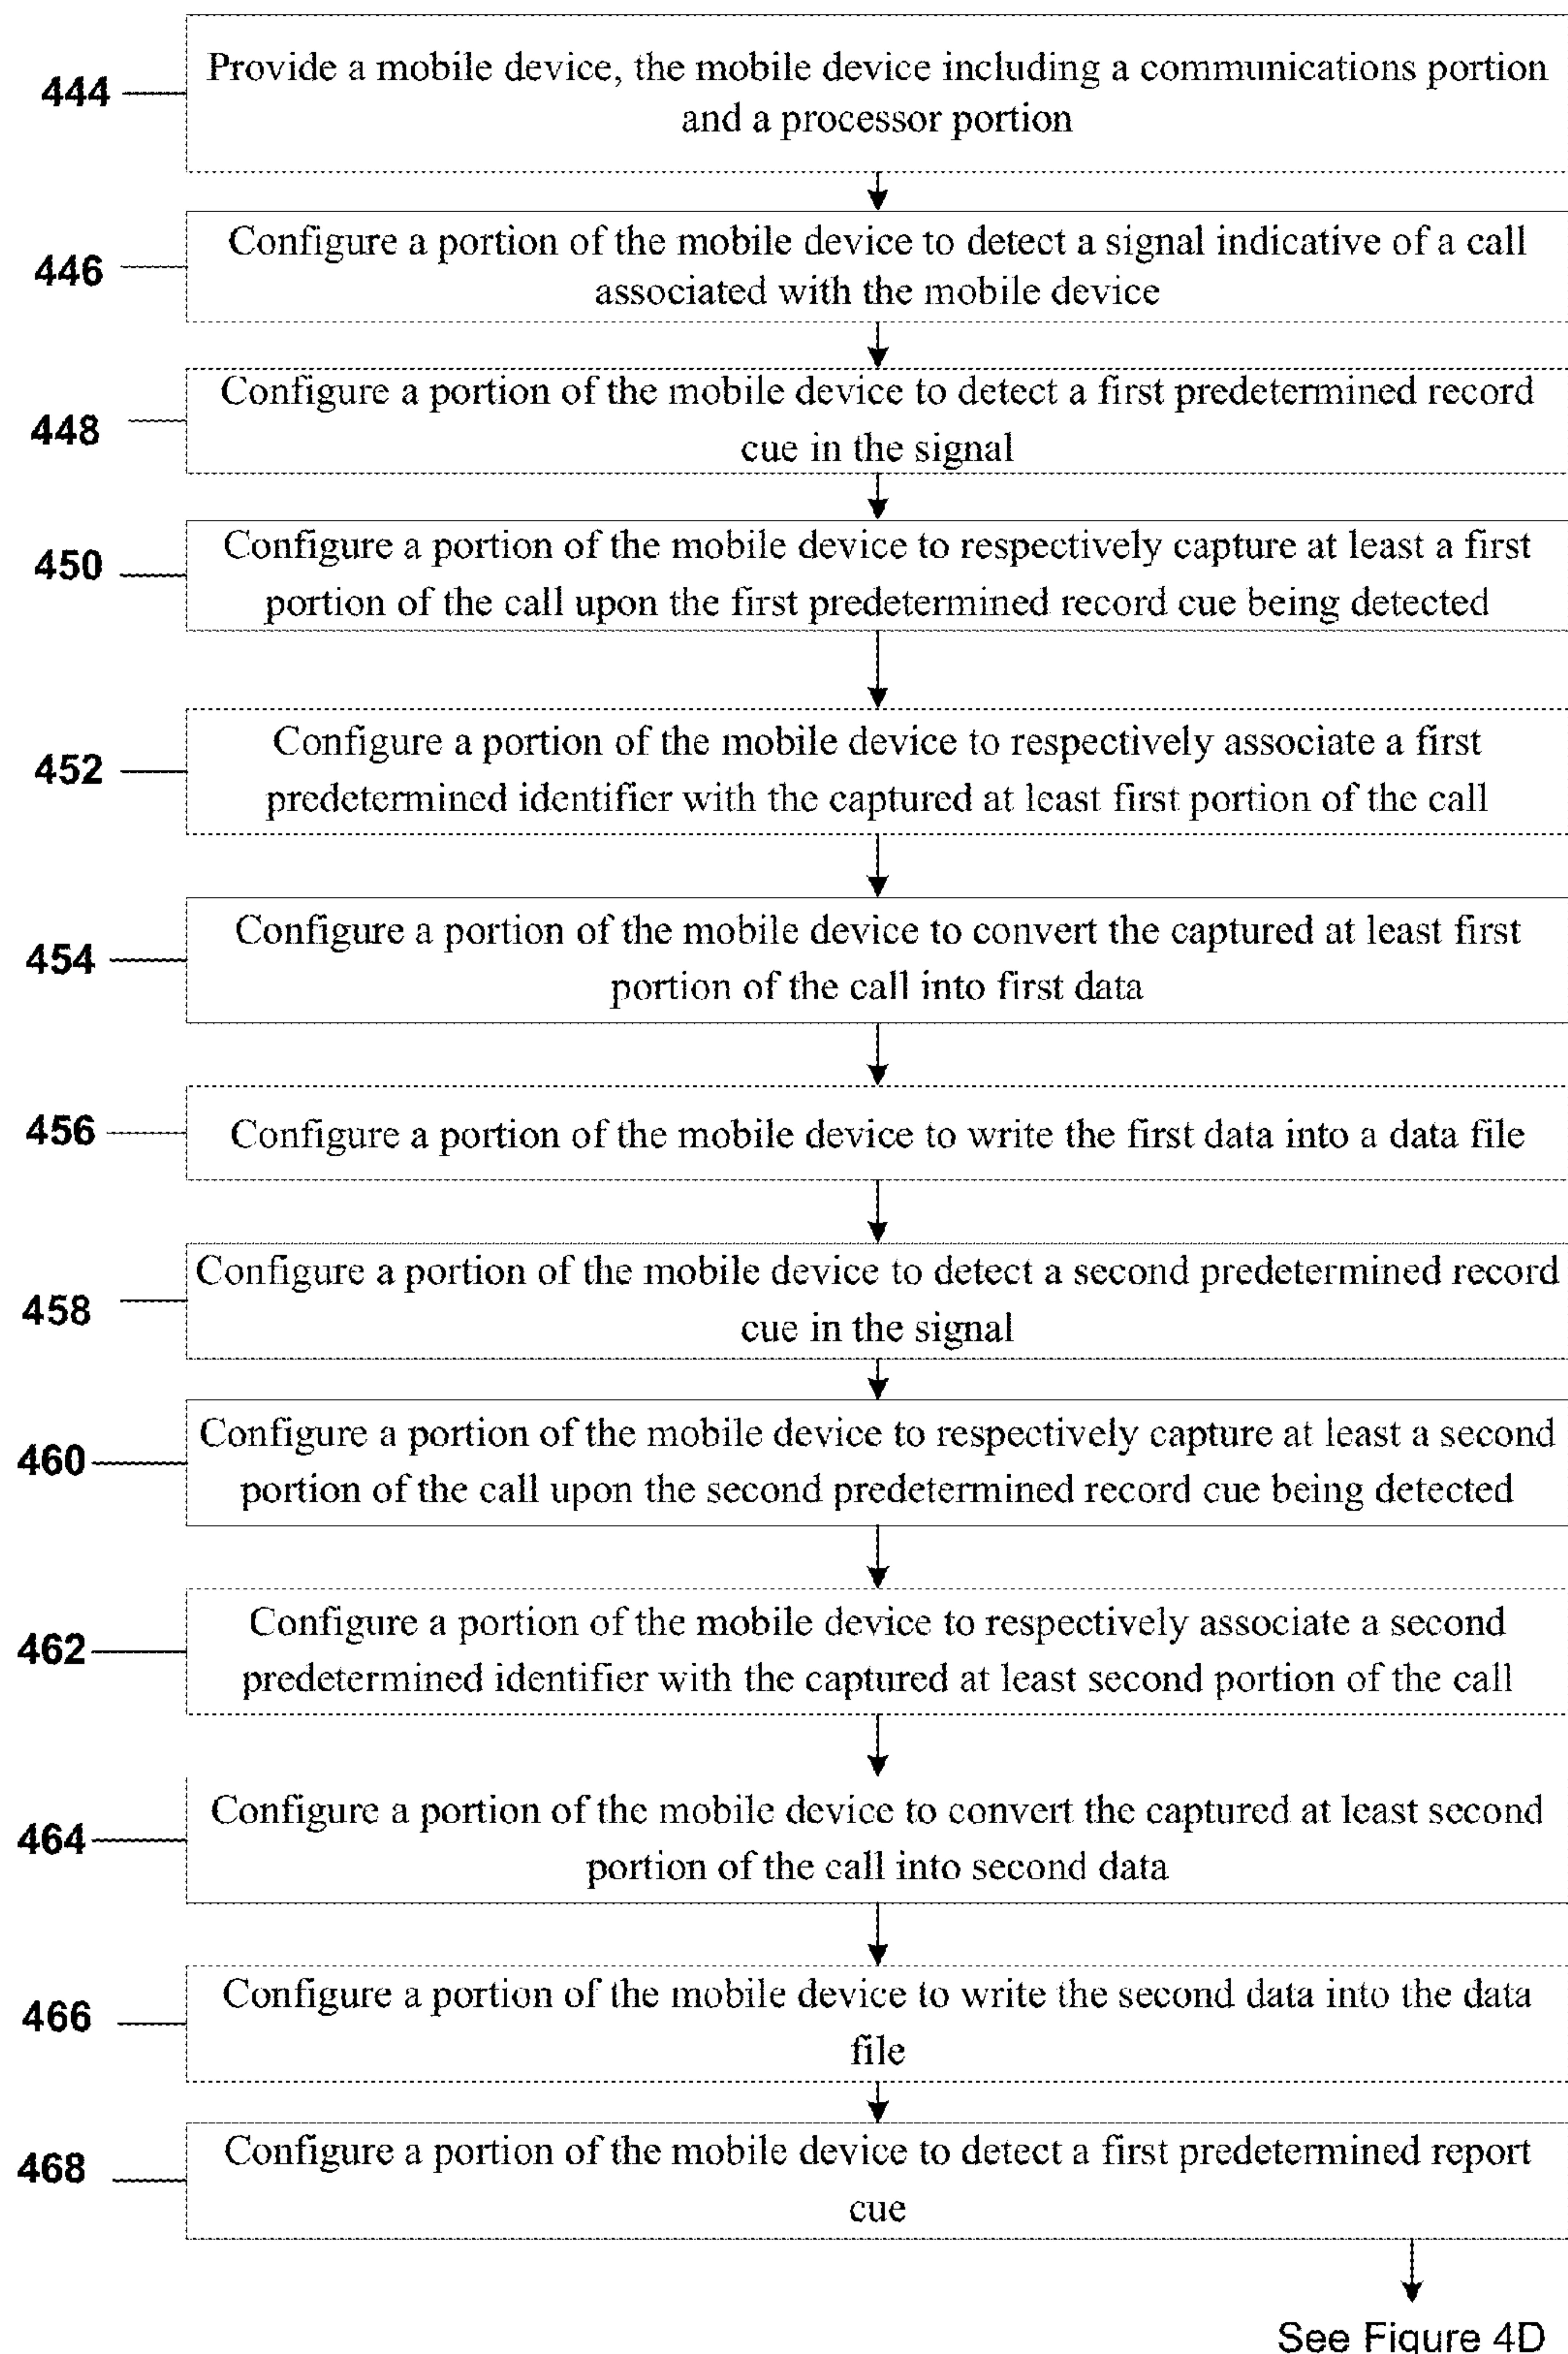 444
Provide a mobile device, the mobile device including a communications portion
and a processor portion
446
Configure a portion of the mobile device to detect a signal indicative of a call
associated with the mobile device
448
Configure a portion of the mobile device to detect a first predetermined record
cue in the signal
450
Configure a portion of the mobile device to respectively capture at least a first
portion of the call upon the first predetermined record cue being detected
452
Configure a portion of the mobile device to respectively associate a first
predetermined identifier with the captured at least first portion of the call
454
Configure a portion of the mobile device to convert the captured at least first
portion of the call into first data
456
Configure a portion of the mobile device to write the first data into a data file
458
Configure a portion of the mobile device to detect a second predetermined record
cue in the signal
460
Configure a portion of the mobile device to respectively capture at least a second
portion of the call upon the second predetermined record cue being detected
462
Configure a portion of the mobile device to respectively associate a second
predetermined identifier with the captured at least second portion of the call
464
Configure a portion of the mobile device to convert the captured at least second
portion of the call into second data
466
Configure a portion of the mobile device to write the second data into the data
file
468
Configure a portion of the mobile device to detect a first predetermined report
cue
See Figure 4D